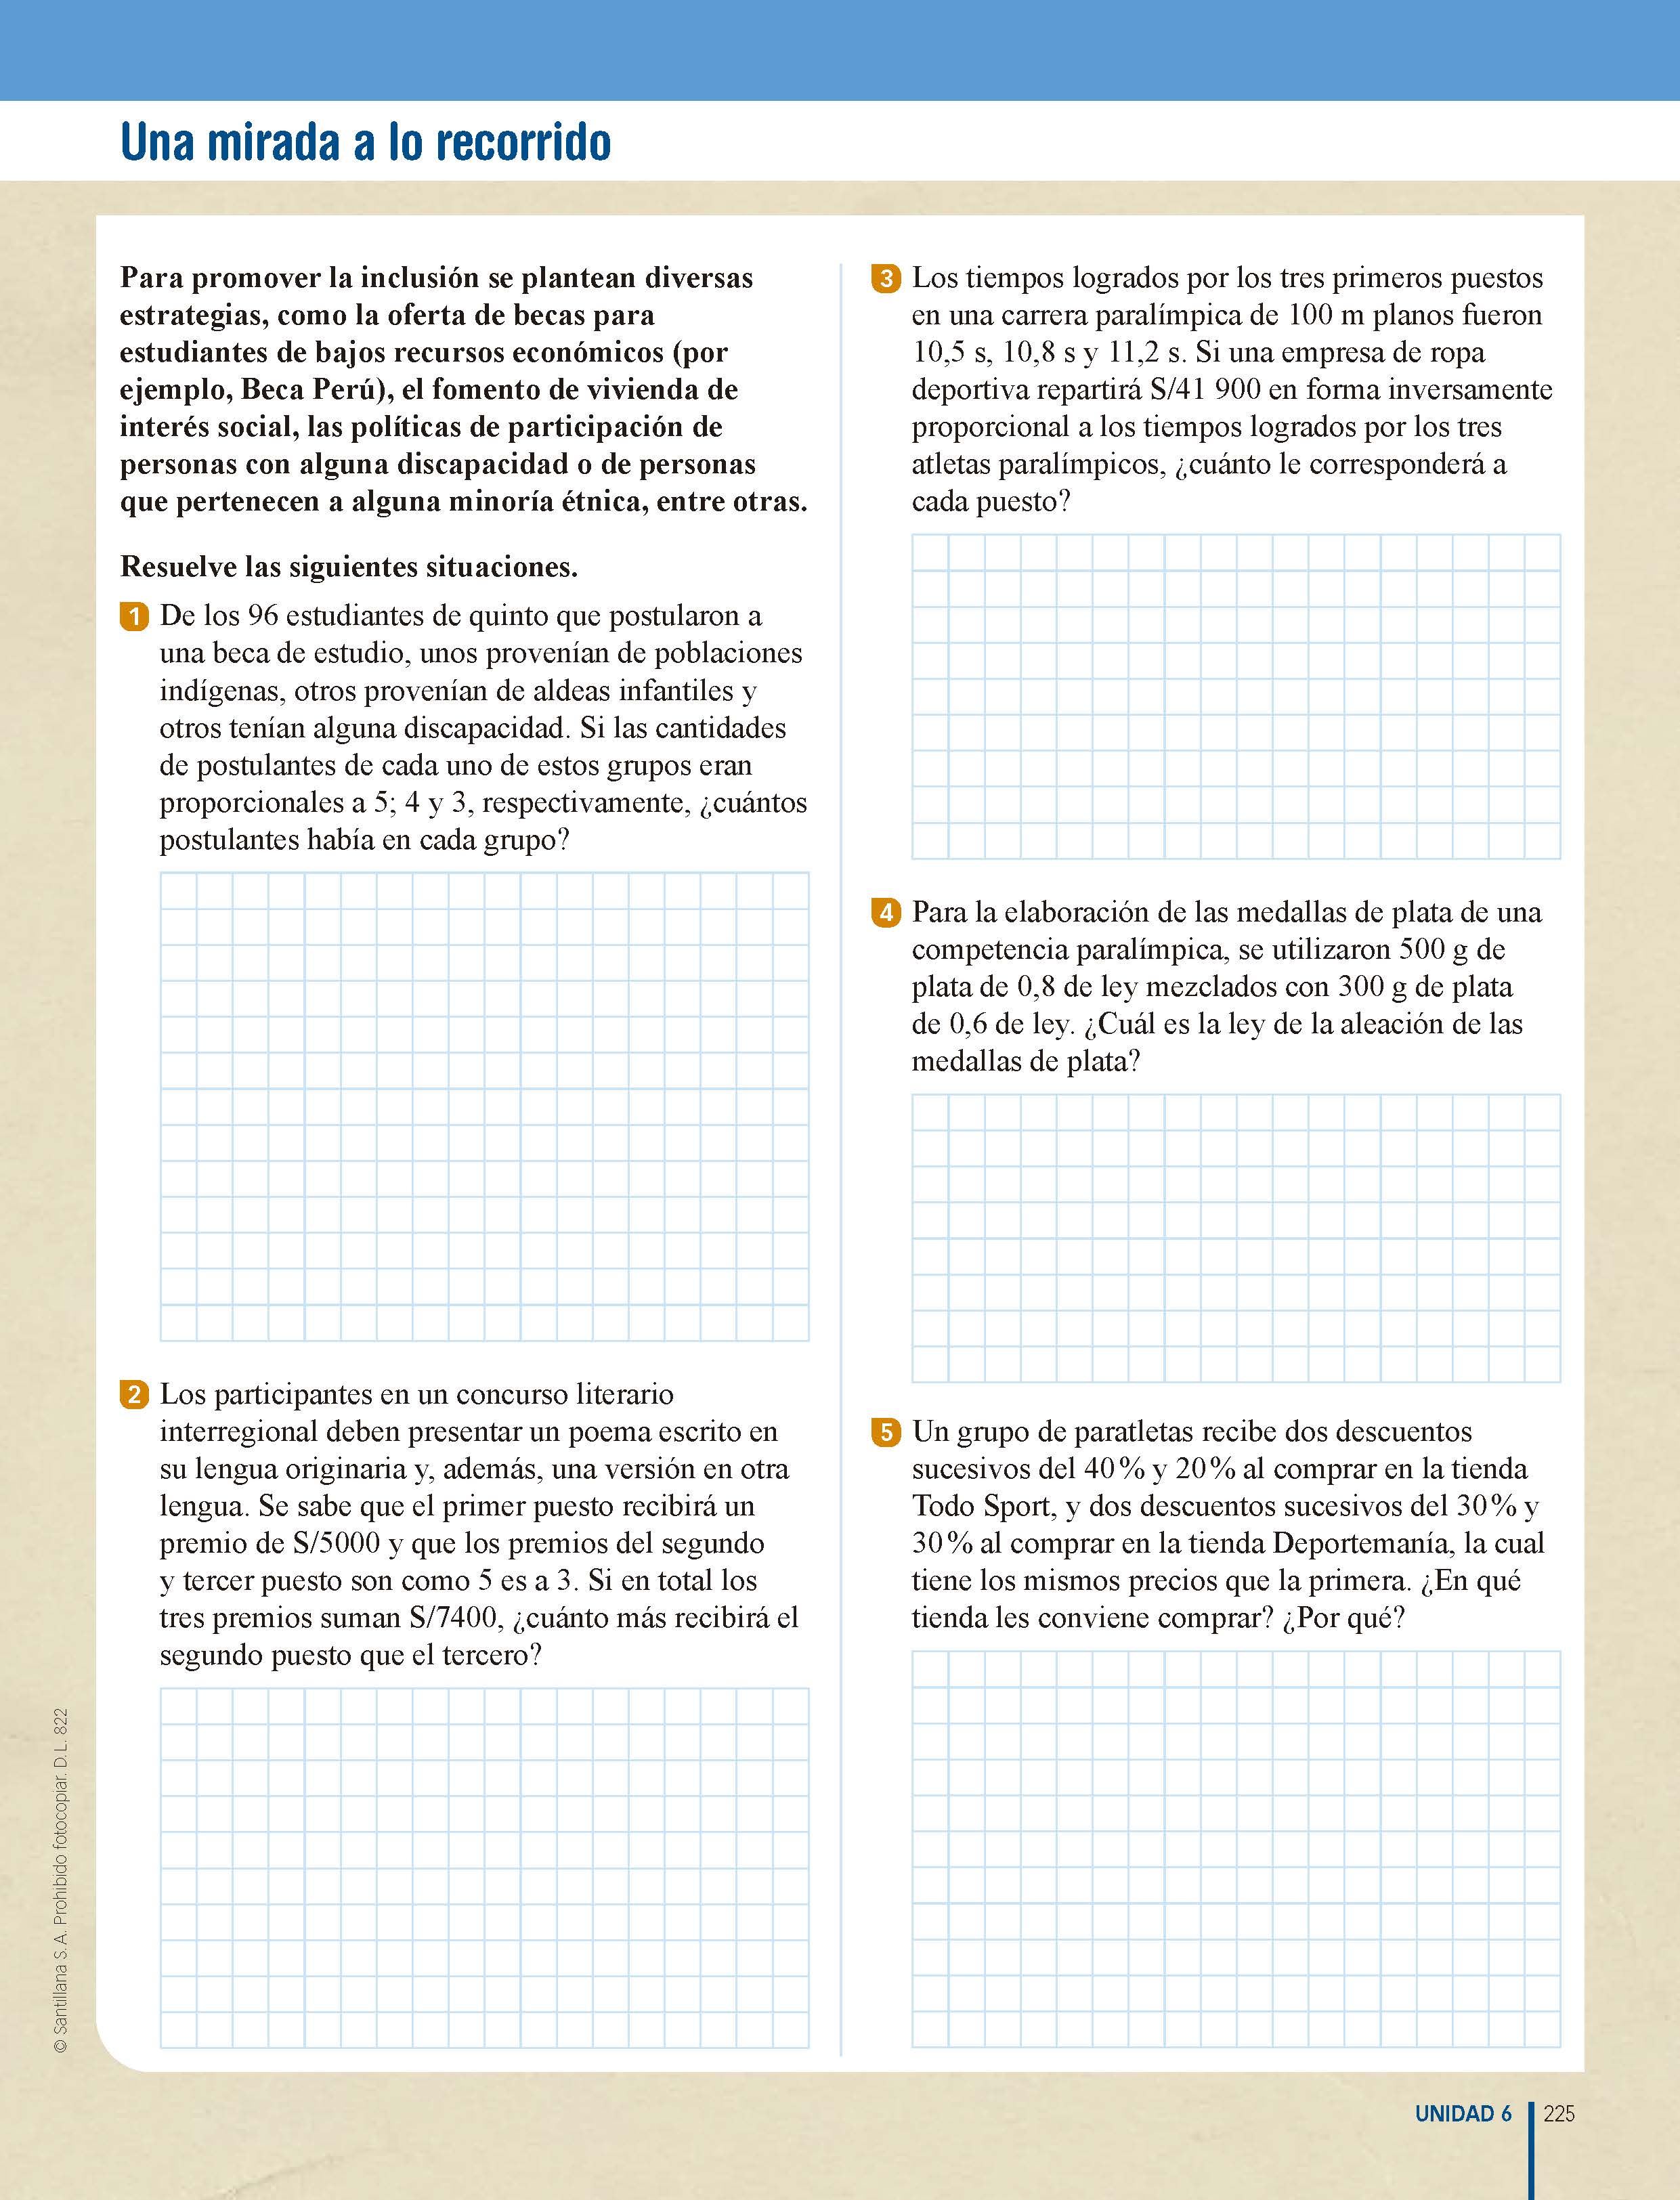 Una mirada a lo recorrido
Para promover la inclusión se plantean diversas
estrategias, como la oferta de becas para
estudiantes de bajos recursos económicos (por
ejemplo, Beca Perú), el fomento de vivienda de
interés social, las políticas de participación de
personas con alguna discapacidad o de personas
que pertenecen a alguna minoría étnica, entre otras.
Resuelve las siguientes situaciones.
1 De los 96 estudiantes de quinto que postularon a
una beca de estudio, unos provenían de poblaciones
indígenas, otros provenían de aldeas infantiles y
otros tenían alguna discapacidad. Si las cantidades
de postulantes de cada uno de estos grupos eran
proporcionales a 5; 4 y 3, respectivamente, ¿cuántos
postulantes había en cada grupo?
2 Los participantes en un concurso literario
interregional deben presentar un poema escrito en
su lengua originaria y, además, una versión en otra
lengua. Se sabe que el primer puesto recibirá un
premio de S/5000 y que los premios del segundo
y tercer puesto son como 5 es a 3. Si en total los
tres premios suman S/7400, ¿cuánto más recibirá el
segundo puesto que el tercero?
3 Los tiempos logrados por los tres primeros puestos
en una carrera paralímpica de 100 m planos fueron
10,5 s, 10,8 s y 11,2 s. Si una empresa de ropa
deportiva repartirá S/41 900 en forma inversamente
proporcional a los tiempos logrados por los tres
atletas paralímpicos, ¿cuánto le corresponderá a
cada puesto?
4 Para la elaboración de las medallas de plata de una
competencia paralímpica, se utilizaron 500 g de
plata de 0,8 de ley mezclados con 300 g de plata
de 0,6 de ley. ¿Cuál es la ley de la aleación de las
medallas de plata?
5 Un grupo de paratletas recibe dos descuentos
sucesivos del 40 % y 20 % al comprar en la tienda
Todo Sport, y dos descuentos sucesivos del 30 % y
30 % al comprar en la tienda Deportemanía, la cual
tiene los mismos precios que la primera. ¿En qué
tienda les conviene comprar? ¿Por qué?
© Santillana S. A. Prohibido fotocopiar. D. L. 822
UNIDAD 6 225